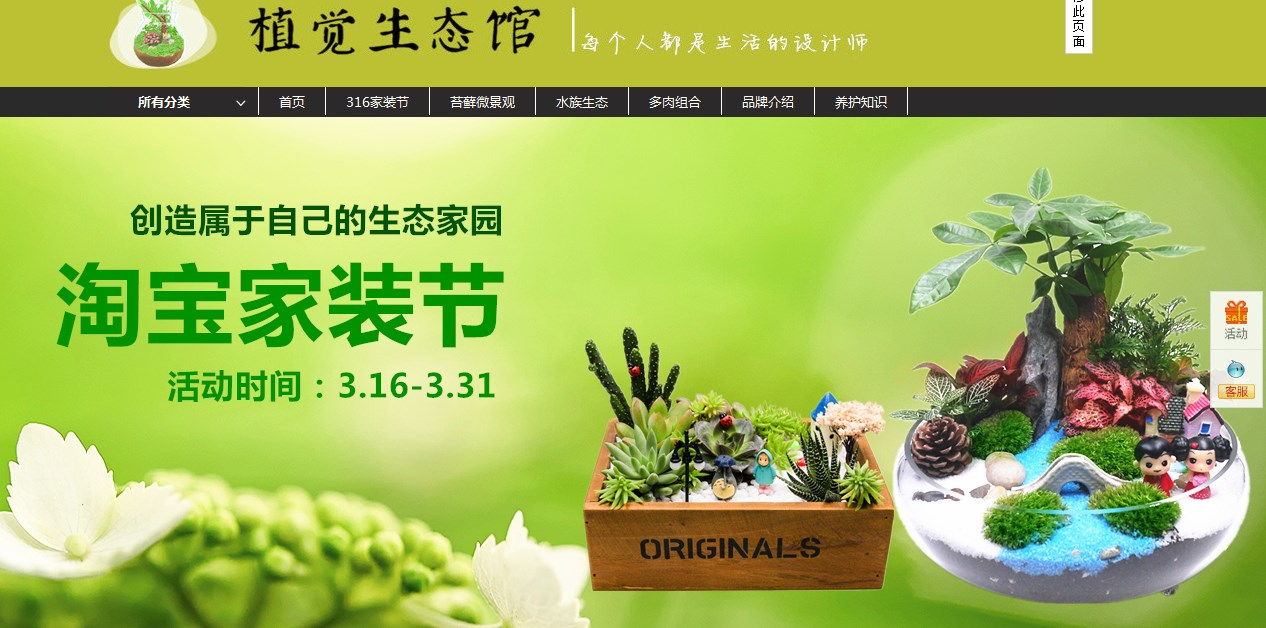 植觉生态馆
每个人都是生活的设计师
此页面
所有分类 首页 316家装节 苔藓微景观 水族生态 多肉组合 品牌介绍 养护知识
创造属于自己的生态家园
淘宝家装节
活动时间：3.16-3.31
SALE
活动
客服
ORIGINALS